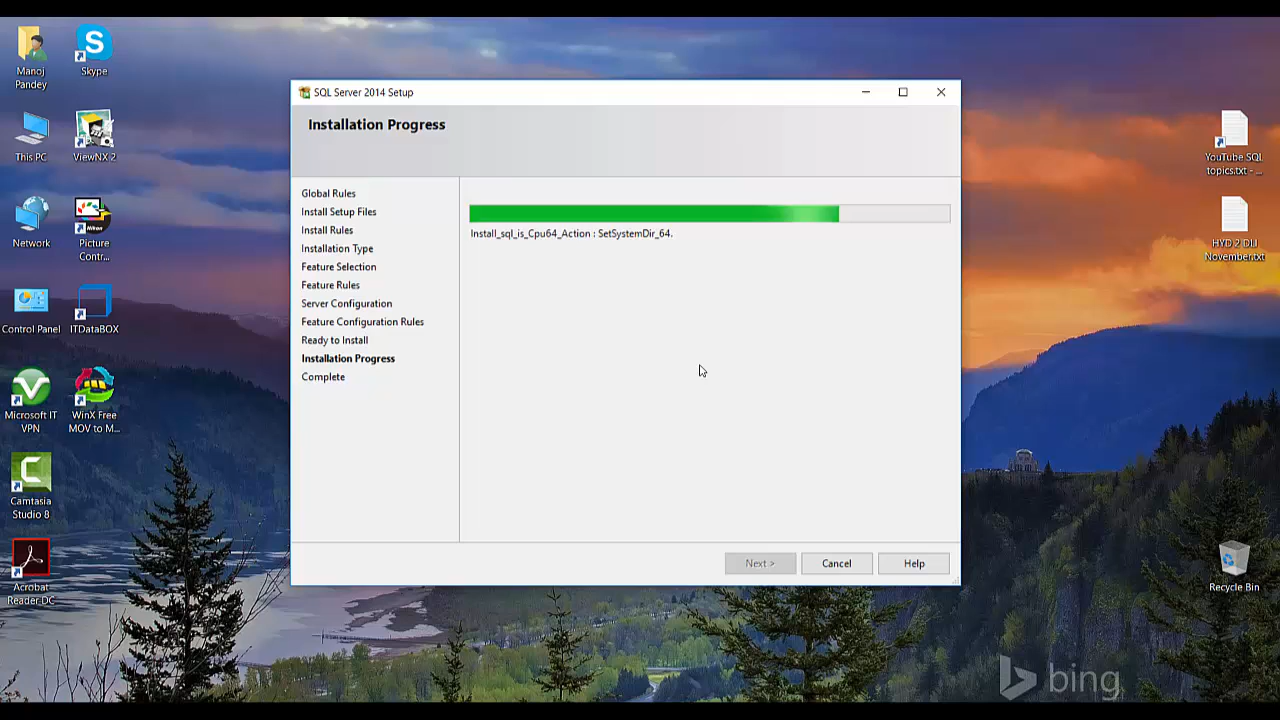 Manoj
Pandey
Skype
This PC
ViewNX 2
Network
Picture
Contr...
Control Panel
ITDataBOX
Microsoft IT
VPN
WinX Free
MOV to M...
Camtasia
Studio 8
Acrobat
Reader DC
SQL Server 2014 Setup
Installation Progress
Global Rules
Install Setup Files
Install Rules
Installation Type
Feature Selection
Feature Rules
Server Configuration
Feature Configuration Rules
Ready to Install
Installation Progress
Complete
Install_sql_is_Cpu64_Action : SetSystemDir_64.
Next >
Cancel
Help
YouTube SQL
topics.txt - ...
HYD 2 DLI
November.txt
Recycle Bin
bing